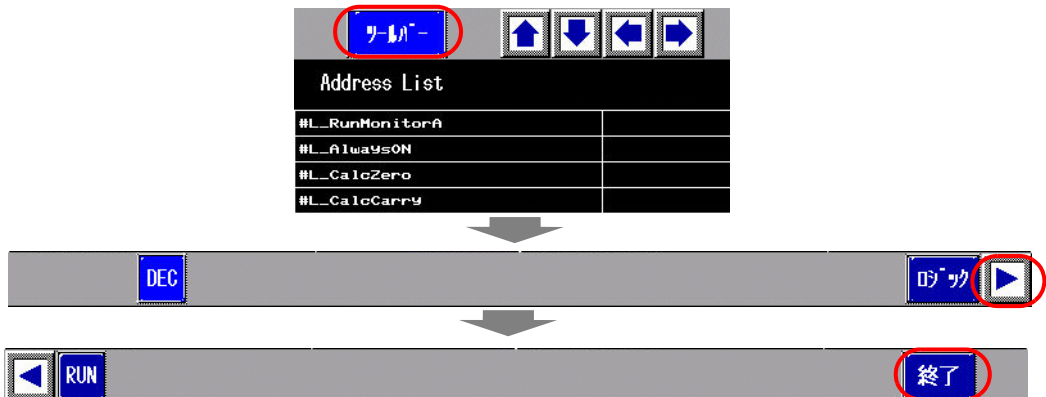 ツールバー
Address List
#L_RunMonitorA
#L_AlwaysON
#L_CalcZero
#L_CalcCarry
DEC ロジック
RUN 終了